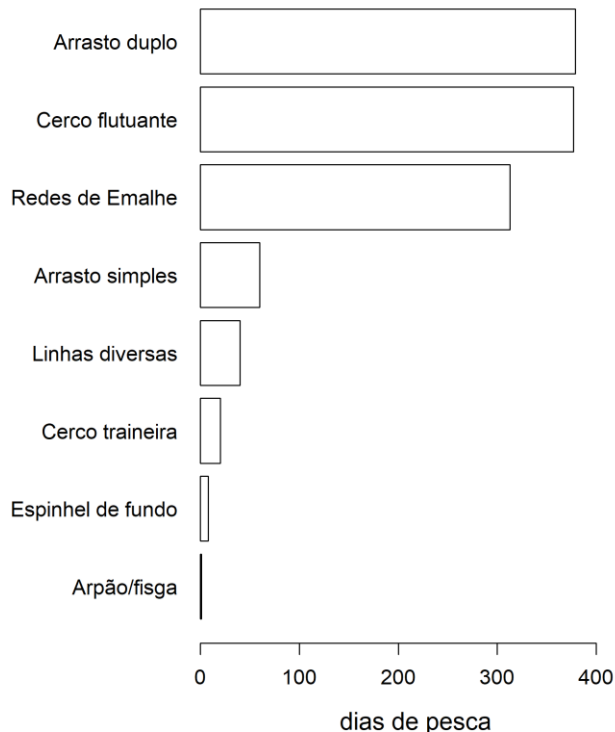 Arrasto duplo
Cerco flutuante
Redes de Emalhe
Arrasto simples
Linhas diversas
Cerco traineira
Espinhel de fundo
Arpão/fisga
0 100 200 300 400
dias de pesca